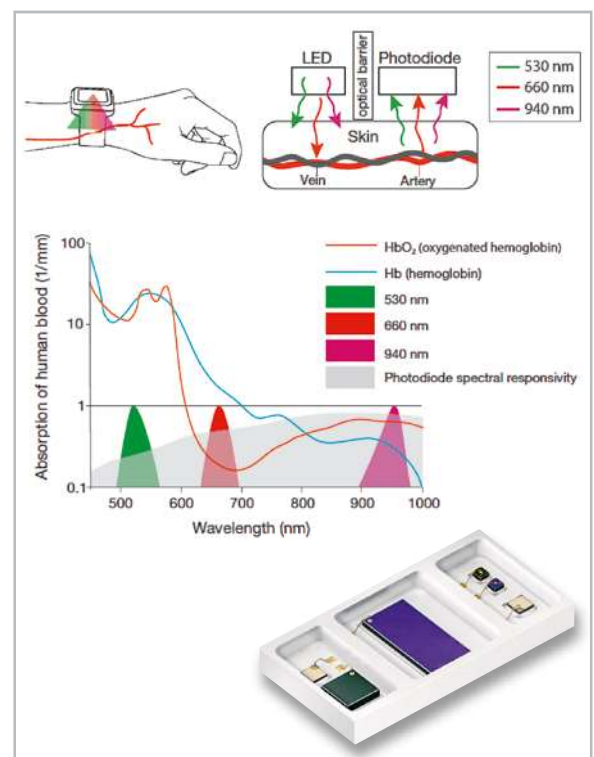 LED
optical barrier
Photodiode
530 nm
660 nm
940 nm
Skin
Vein
Artery
Absorption of human blood (1/mm)
100
10
1
0.1
500
600
700
800
900
1000
Wavelength (nm)
HbO₂ (oxygenated hemoglobin)
Hb (hemoglobin)
530 nm
660 nm
940 nm
Photodiode spectral responsivity